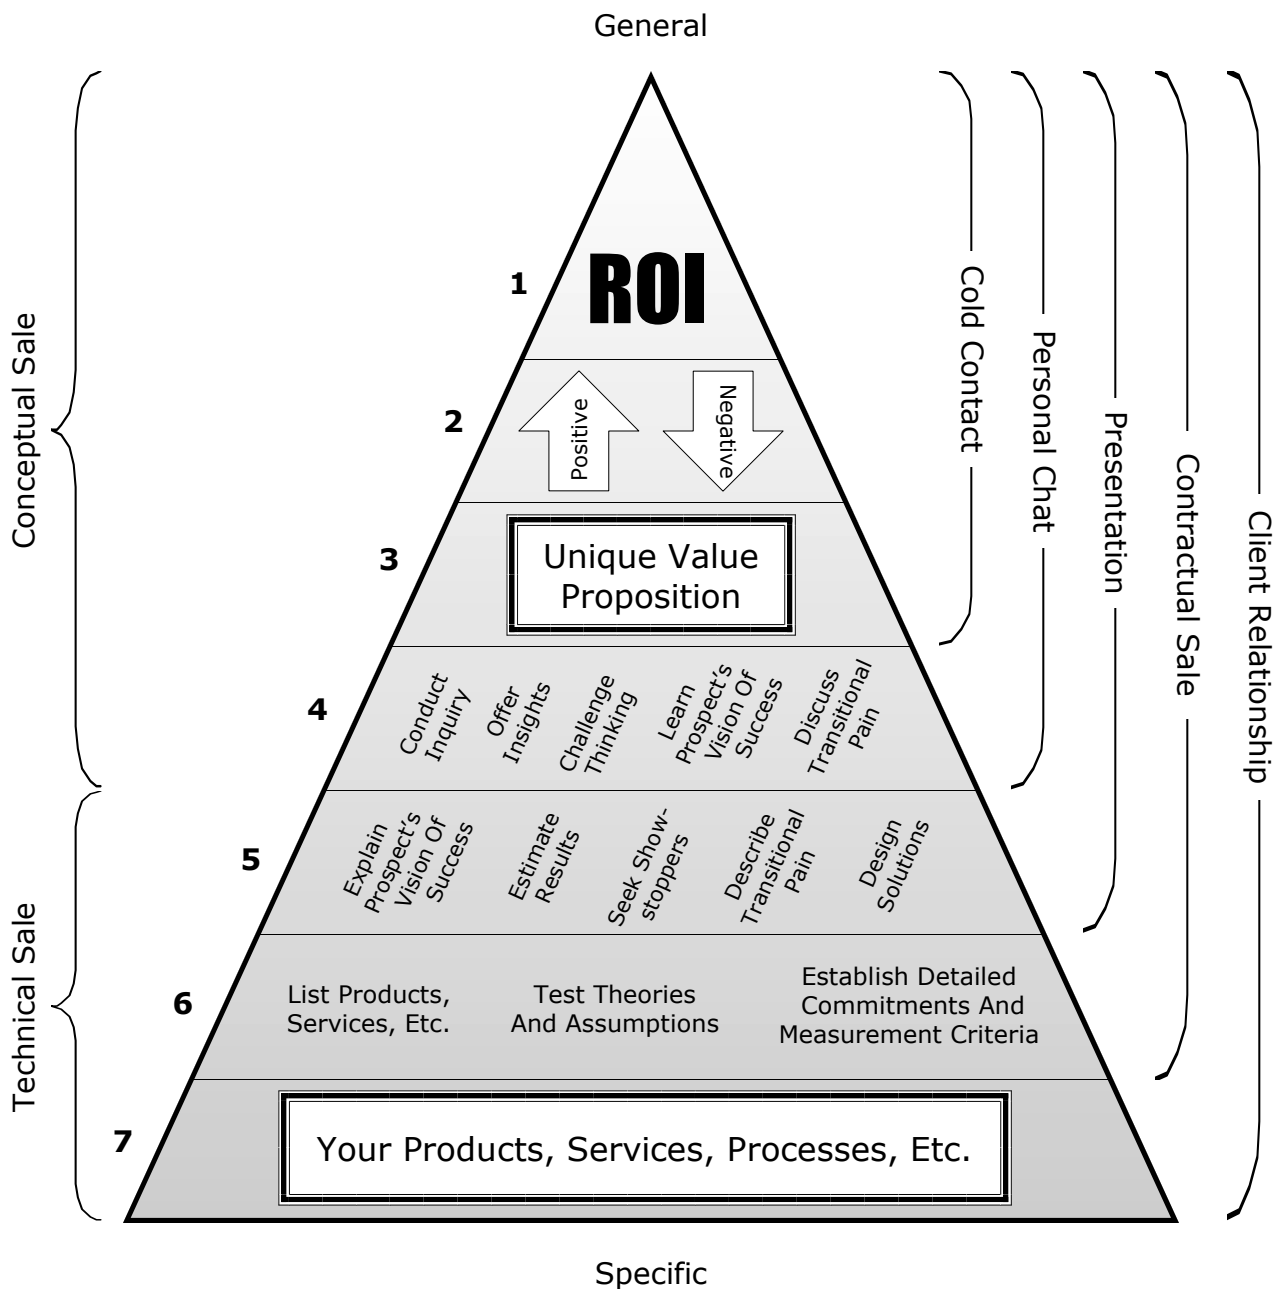 General
Conceptual Sale
Technical Sale
1
ROI
2
Positive
Negative
3
Unique Value
Proposition
4
Conduct
Inquiry
Offer
Insights
Challenge
Thinking
Learn
Prospect's
Vision Of
Success
Discuss
Transitional
Pain
5
Explain
Prospect's
Vision Of
Success
Estimate
Results
Seek Show-
stoppers
Describe
Transitional
Pain
Design
Solutions
6
List Products,
Services, Etc.
Test Theories
And Assumptions
Establish Detailed
Commitments And
Measurement Criteria
7
Your Products, Services, Processes, Etc.
Cold Contact
Personal Chat
Presentation
Contractual Sale
Client Relationship
Specific